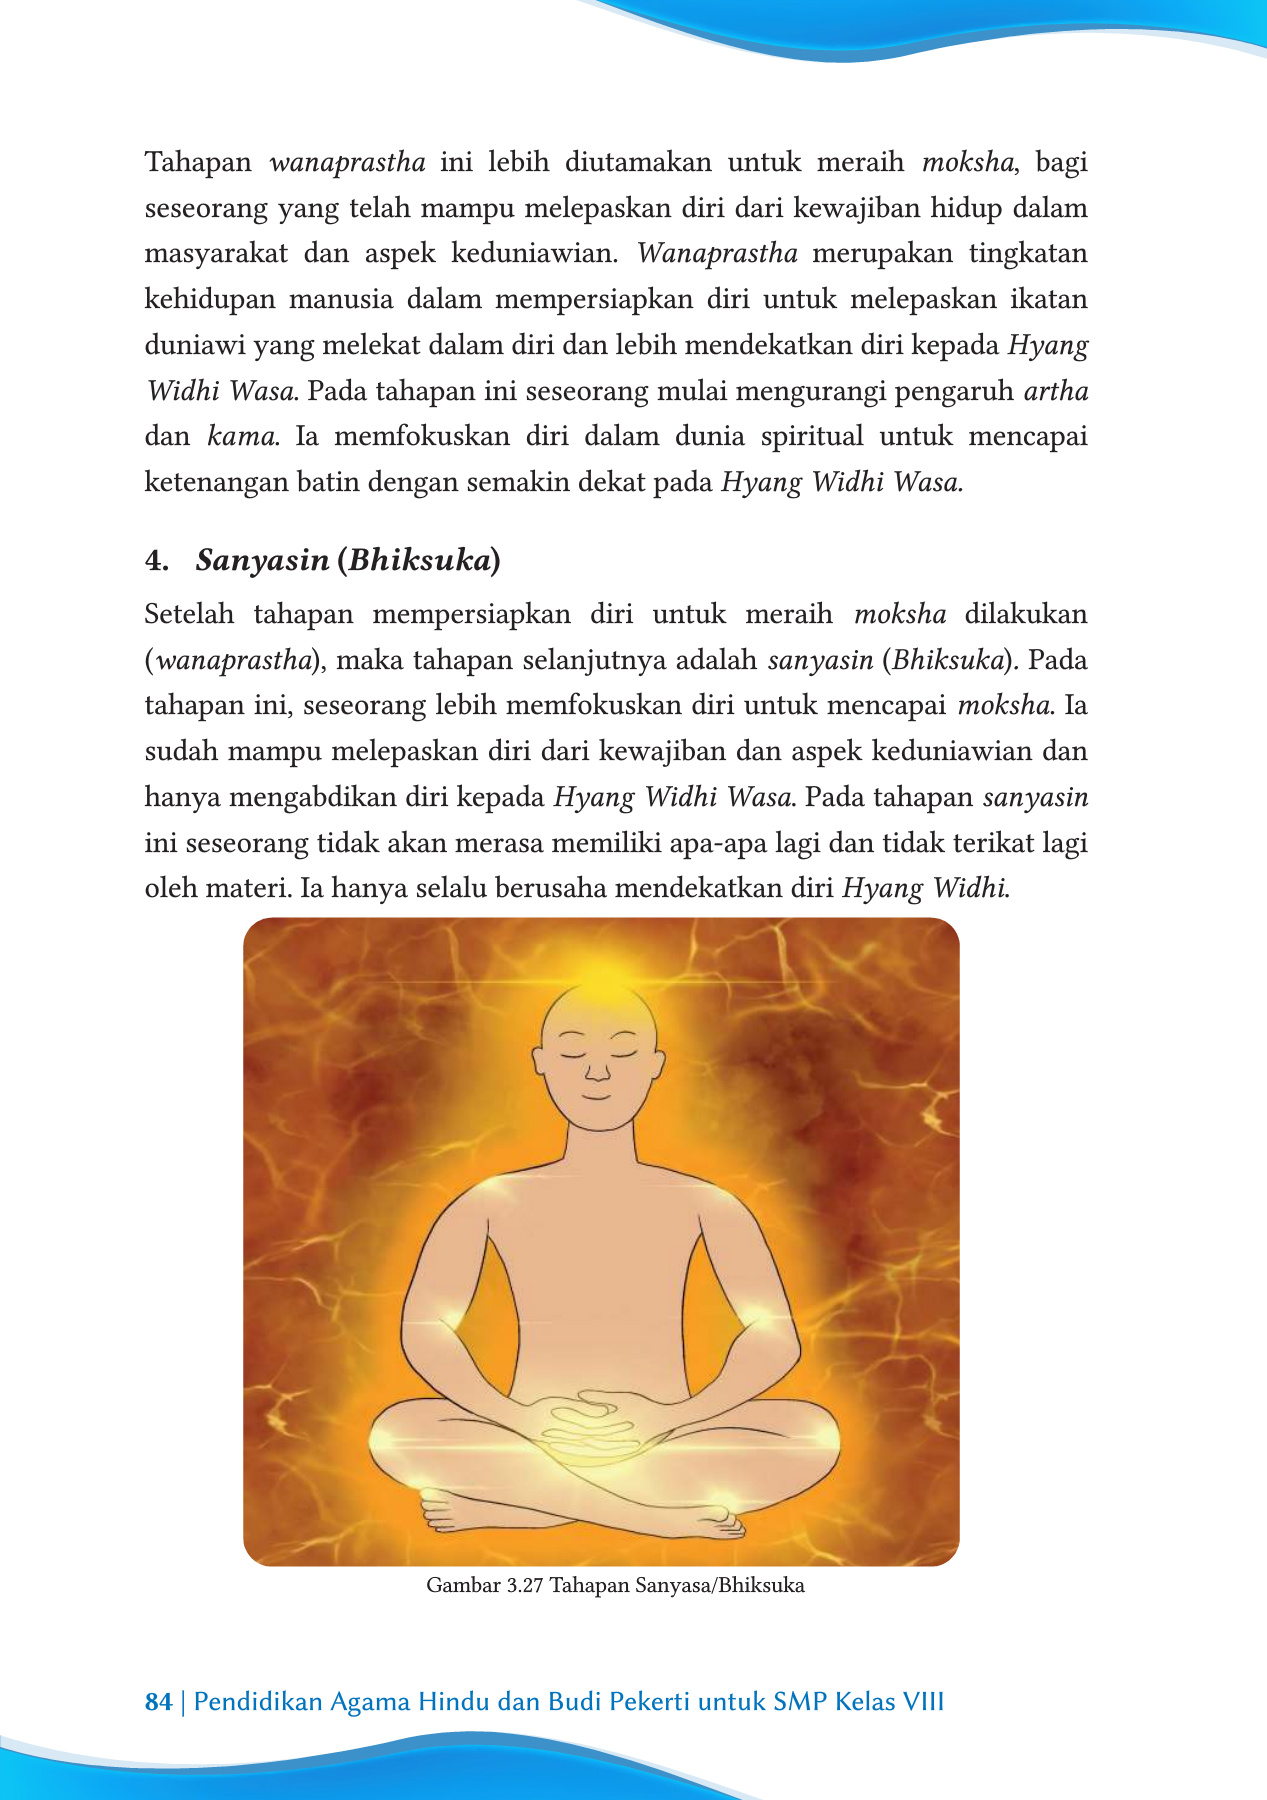 Tahapan wanaprastha ini lebih diutamakan untuk meraih moksha, bagi
seseorang yang telah mampu melepaskan diri dari kewajiban hidup dalam
masyarakat dan aspek keduniawian. Wanaprastha merupakan tingkatan
kehidupan manusia dalam mempersiapkan diri untuk melepaskan ikatan
duniawi yang melekat dalam diri dan lebih mendekatkan diri kepada Hyang
Widhi Wasa. Pada tahapan ini seseorang mulai mengurangi pengaruh artha
dan kama. Ia memfokuskan diri dalam dunia spiritual untuk mencapai
ketenangan batin dengan semakin dekat pada Hyang Widhi Wasa.
4. Sanyasin (Bhiksuka)
Setelah tahapan mempersiapkan diri untuk meraih moksha dilakukan
(wanaprastha), maka tahapan selanjutnya adalah sanyasin (Bhiksuka). Pada
tahapan ini, seseorang lebih memfokuskan diri untuk mencapai moksha. Ia
sudah mampu melepaskan diri dari kewajiban dan aspek keduniawian dan
hanya mengabdikan diri kepada Hyang Widhi Wasa. Pada tahapan sanyasin
ini seseorang tidak akan merasa memiliki apa-apa lagi dan tidak terikat lagi
oleh materi. Ia hanya selalu berusaha mendekatkan diri Hyang Widhi.
Gambar 3.27 Tahapan Sanyasa/Bhiksuka
84 | Pendidikan Agama Hindu dan Budi Pekerti untuk SMP Kelas VIII